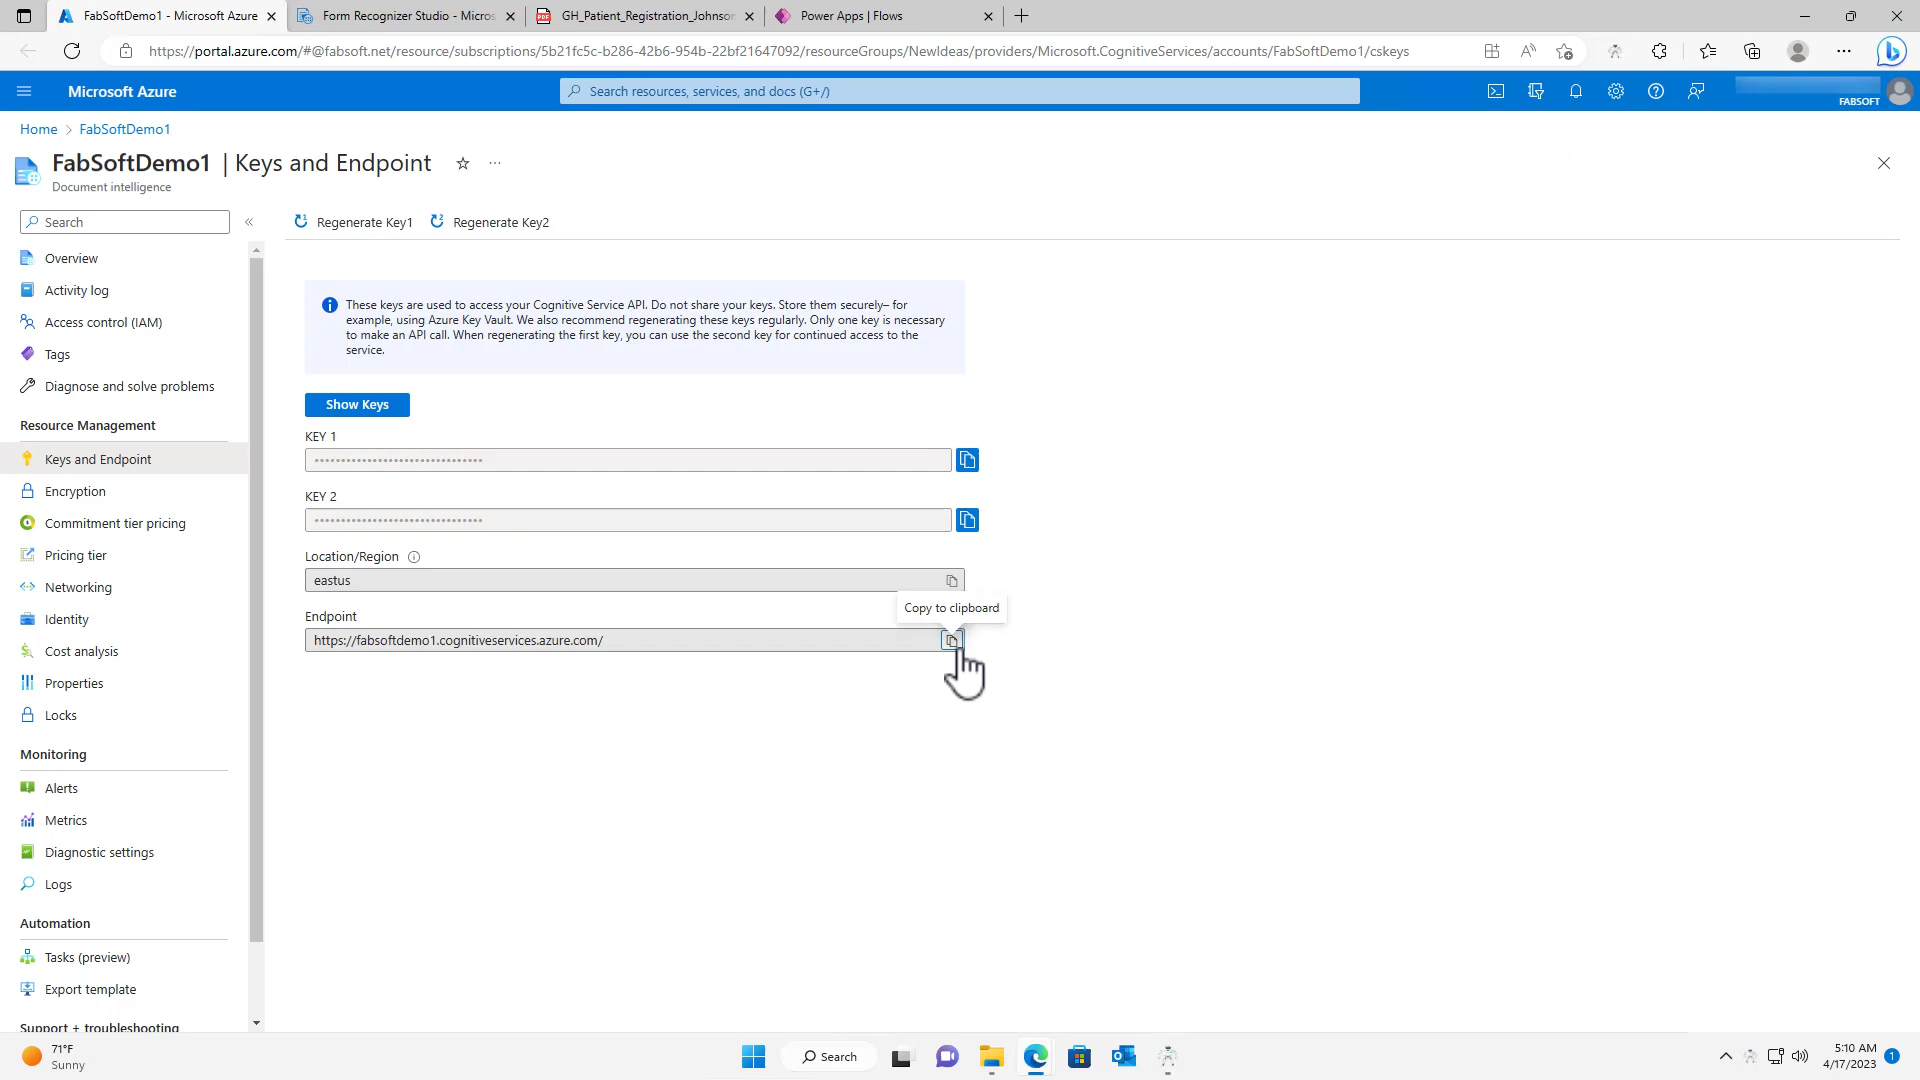 FabSoftDemo1 - Microsoft Azure
Form Recognizer Studio - Micros
GH_Patient_Registration_Johnson
Power Apps | Flows
https://portal.azure.com/#@fabsoft.net/resource/subscriptions/5b21fc5c-b286-42b6-954b-22bf21647092/resourceGroups/NewIdeas/providers/Microsoft.CognitiveServices/accounts/FabSoftDemo1/cskeys
Microsoft Azure
Search resources, services, and docs (G+/)
FABSOFT
Home > FabSoftDemo1
FabSoftDemo1 | Keys and Endpoint
Document intelligence
Search
Regenerate Key1
Regenerate Key2
Overview
Activity log
Access control (IAM)
Tags
Diagnose and solve problems
Resource Management
Keys and Endpoint
Encryption
Commitment tier pricing
Pricing tier
Networking
Identity
Cost analysis
Properties
Locks
Monitoring
Alerts
Metrics
Diagnostic settings
Logs
Automation
Tasks (preview)
Export template
Support + troubleshooting
These keys are used to access your Cognitive Service API. Do not share your keys. Store them securely– for
example, using Azure Key Vault. We also recommend regenerating these keys regularly. Only one key is necessary
to make an API call. When regenerating the first key, you can use the second key for continued access to the
service.
Show Keys
KEY 1
••••••••••••••••••••••••••••••••
KEY 2
••••••••••••••••••••••••••••••••
Location/Region
eastus
Copy to clipboard
Endpoint
https://fabsoftdemo1.cognitiveservices.azure.com/
71°F
Sunny
Search
5:10 AM
4/17/2023
1